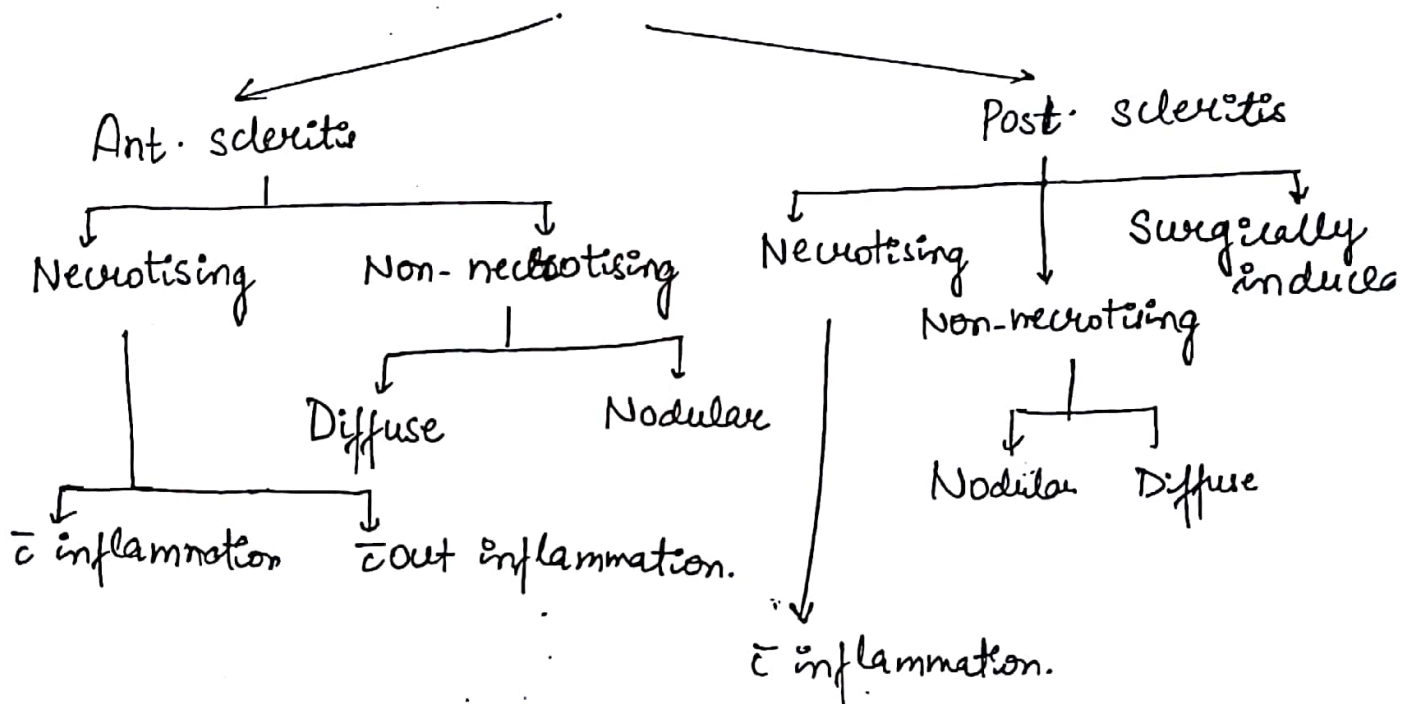 Ant. scleritis
Post. scleritis
Necrotising
Non-necrotising
Necrotising
Surgically
induced
Non-necrotising
Diffuse
Nodular
Nodular
Diffuse
c̄ inflammation
c̄out inflammation.
c̄ inflammation.